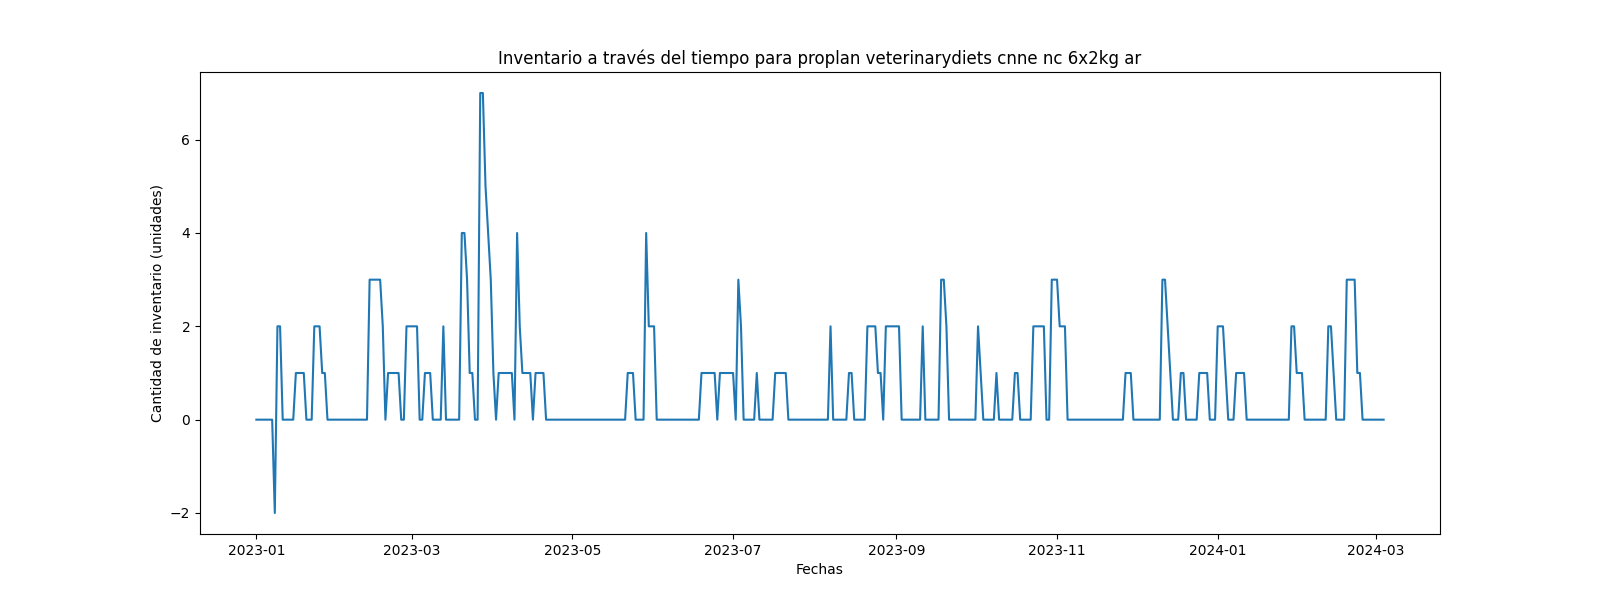 Inventario a través del tiempo para proplan veterinarydiets cnne nc 6x2kg ar
Cantidad de inventario (unidades)
6
4
2
0
−2
2023-01 2023-03 2023-05 2023-07 2023-09 2023-11 2024-01 2024-03
Fechas